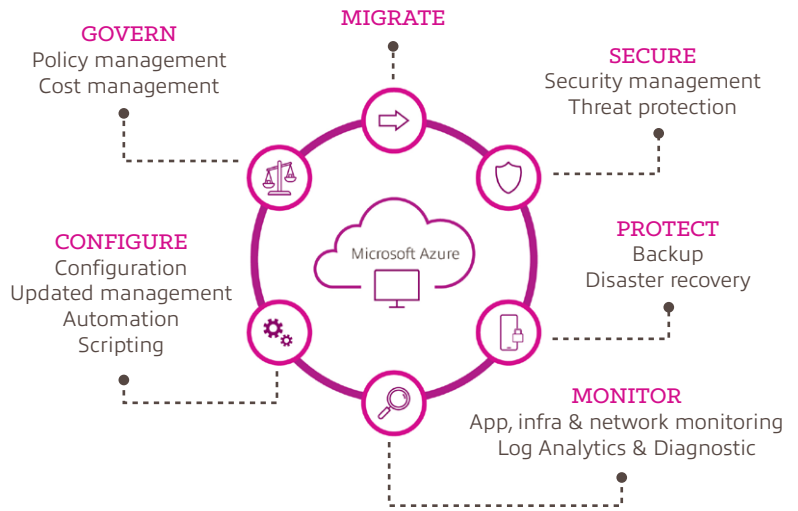 MIGRATE
GOVERN
Policy management
Cost management
SECURE
Security management
Threat protection
Microsoft Azure
CONFIGURE
Configuration
Updated management
Automation
Scripting
PROTECT
Backup
Disaster recovery
MONITOR
App, infra & network monitoring
Log Analytics & Diagnostic